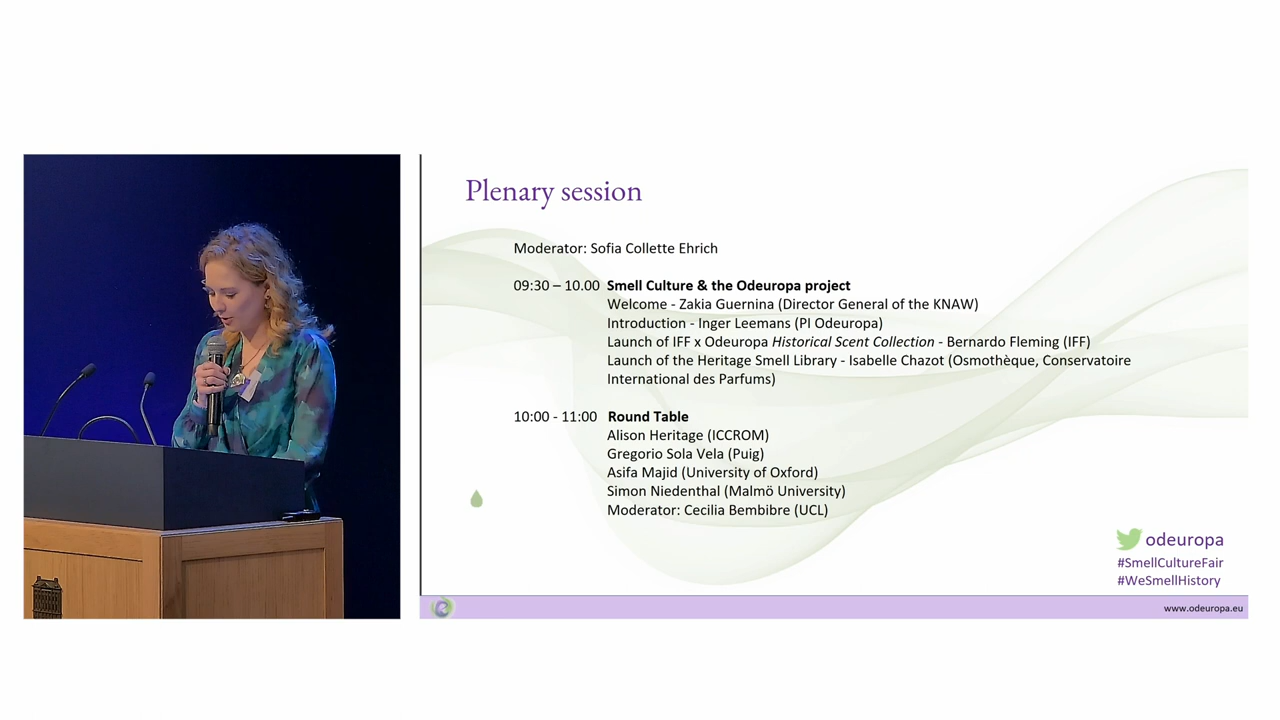 Plenary session
Moderator: Sofia Collette Ehrich
09:30 – 10.00 Smell Culture & the Odeuropa project
Welcome - Zakia Guernina (Director General of the KNAW)
Introduction - Inger Leemans (PI Odeuropa)
Launch of IFF x Odeuropa Historical Scent Collection - Bernardo Fleming (IFF)
Launch of the Heritage Smell Library - Isabelle Chazot (Osmothèque, Conservatoire
International des Parfums)
10:00 - 11:00 Round Table
Alison Heritage (ICCROM)
Gregorio Sola Vela (Puig)
Asifa Majid (University of Oxford)
Simon Niedenthal (Malmö University)
Moderator: Cecilia Bembibre (UCL)
odeuropa
#SmellCultureFair
#WeSmellHistory
www.odeuropa.eu